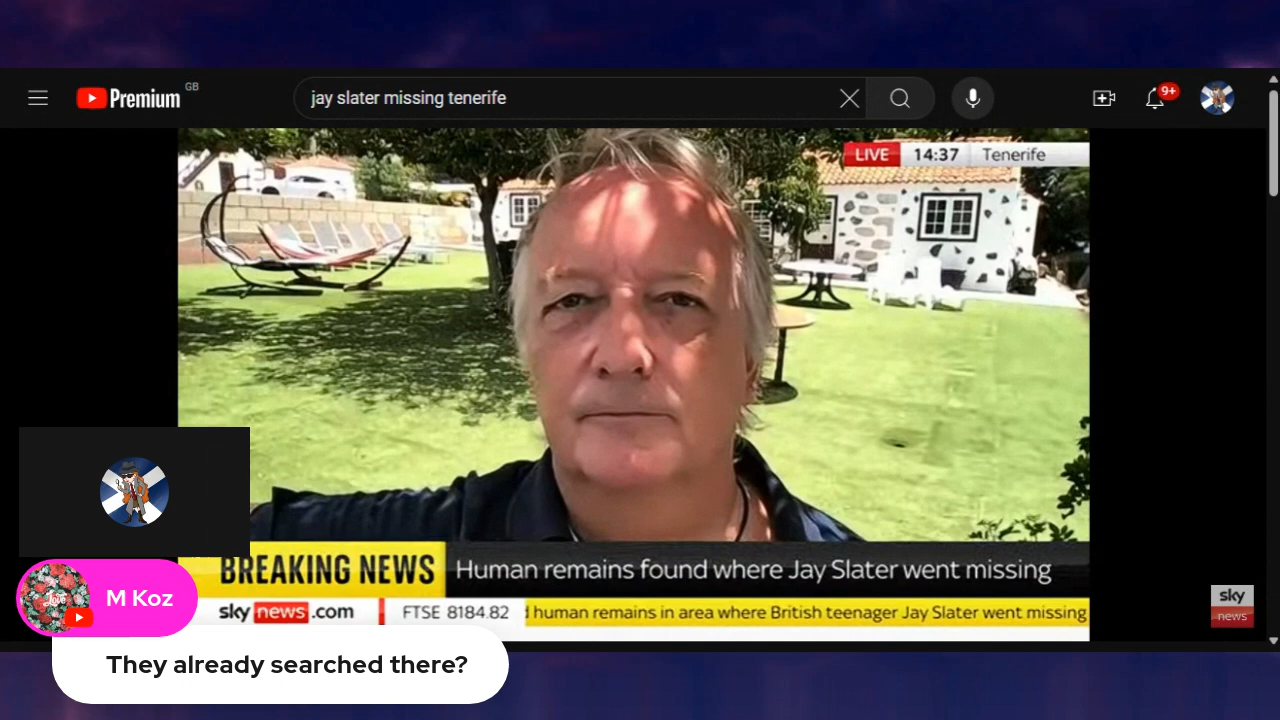 Premium GB
jay slater missing tenerife
9+
LIVE 14:37 Tenerife
BREAKING NEWS Human remains found where Jay Slater went missing
sky news .com FTSE 8184.82 d human remains in area where British teenager Jay Slater went missing
sky
news
Love
M Koz
They already searched there?